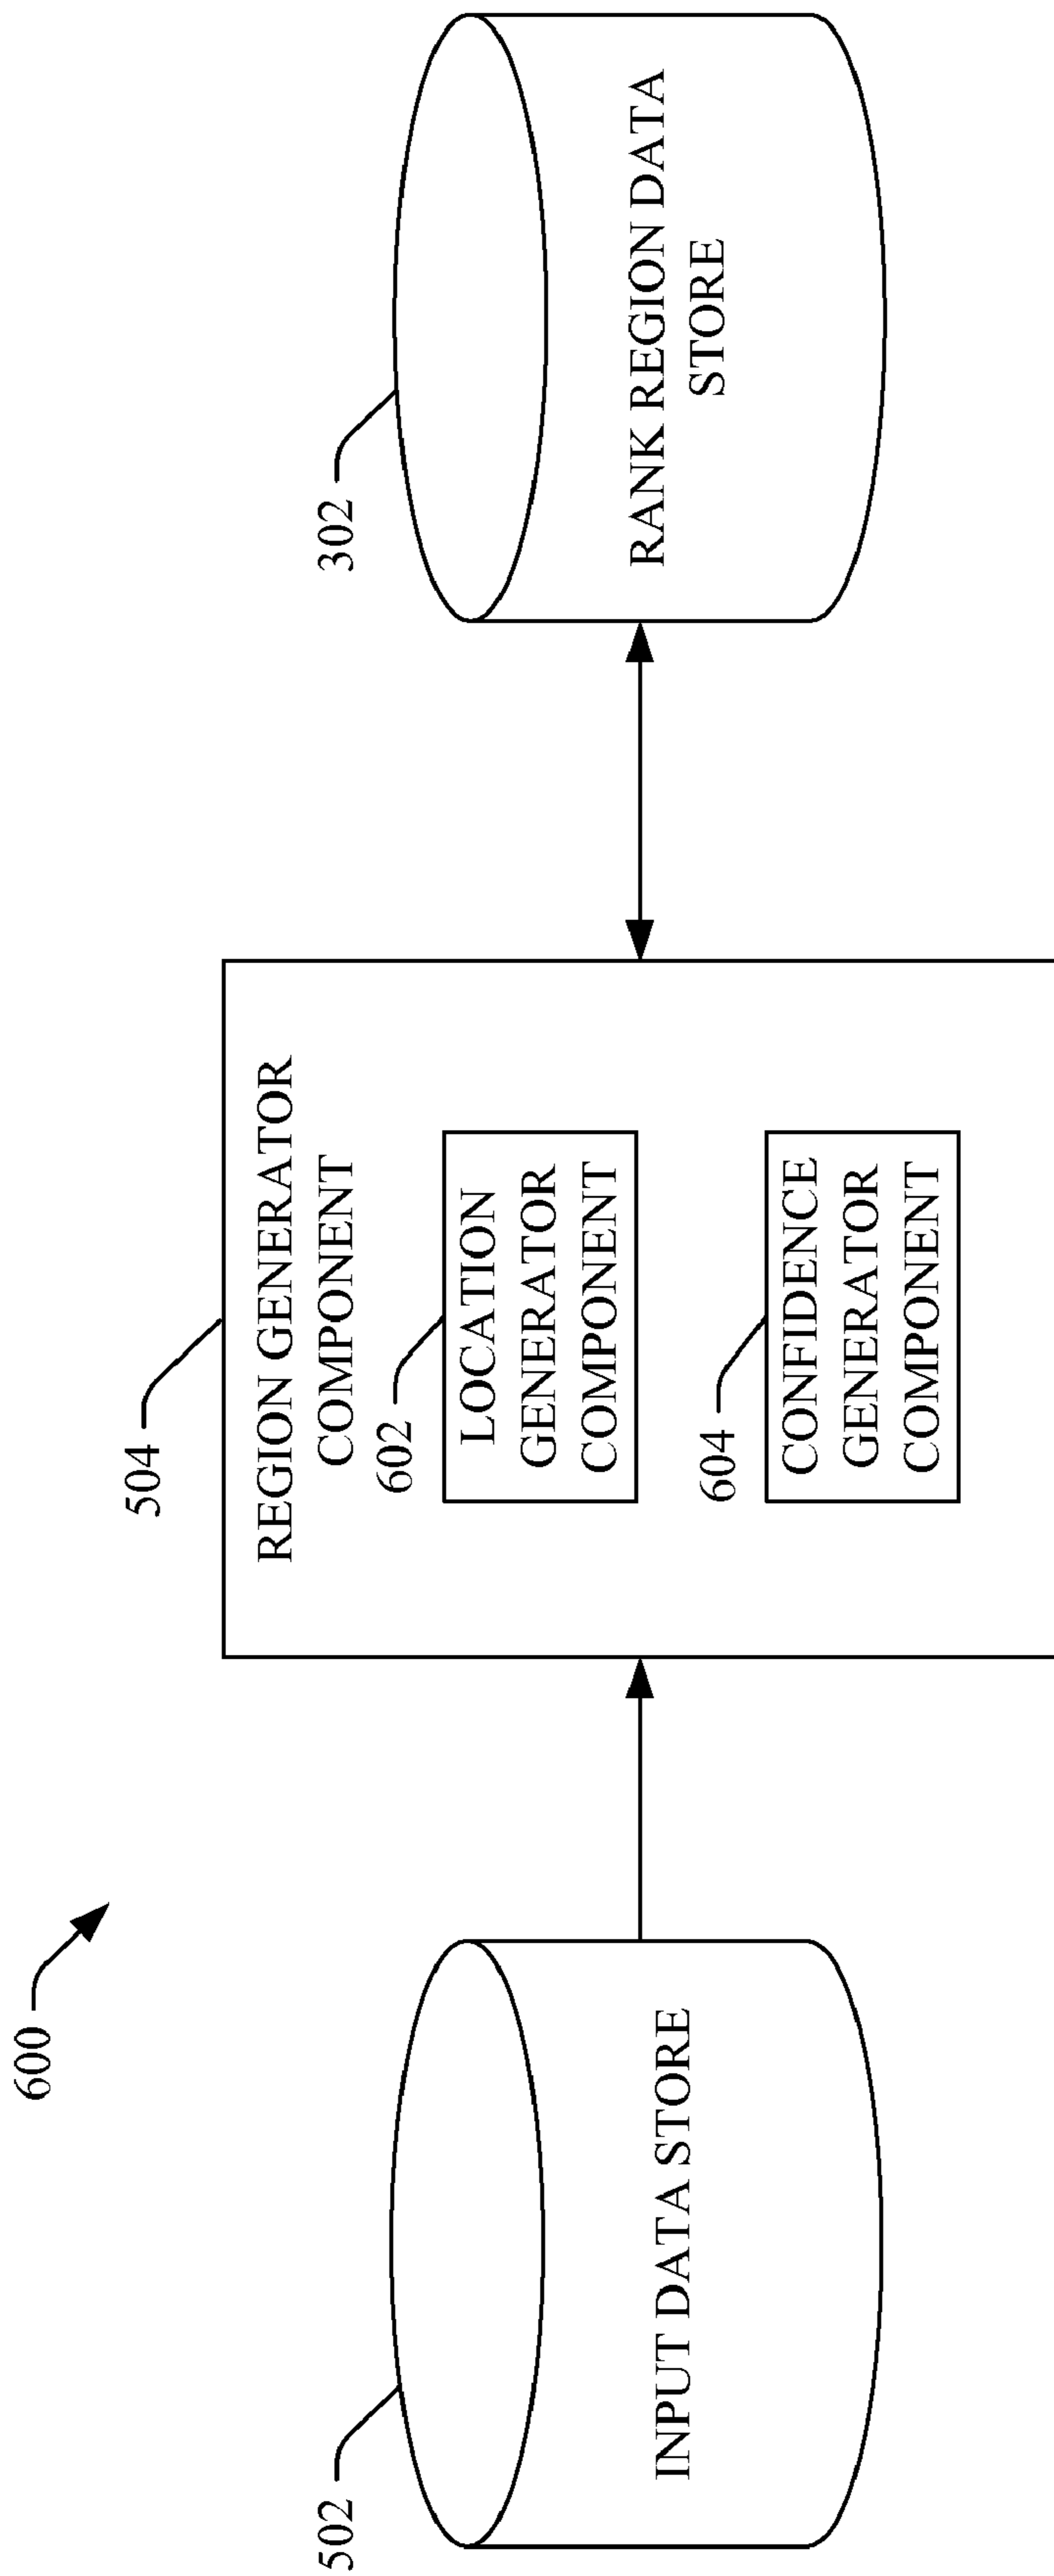 600
502
INPUT DATA STORE
504
REGION GENERATOR
COMPONENT
602
LOCATION
GENERATOR
COMPONENT
604
CONFIDENCE
GENERATOR
COMPONENT
302
RANK REGION DATA
STORE